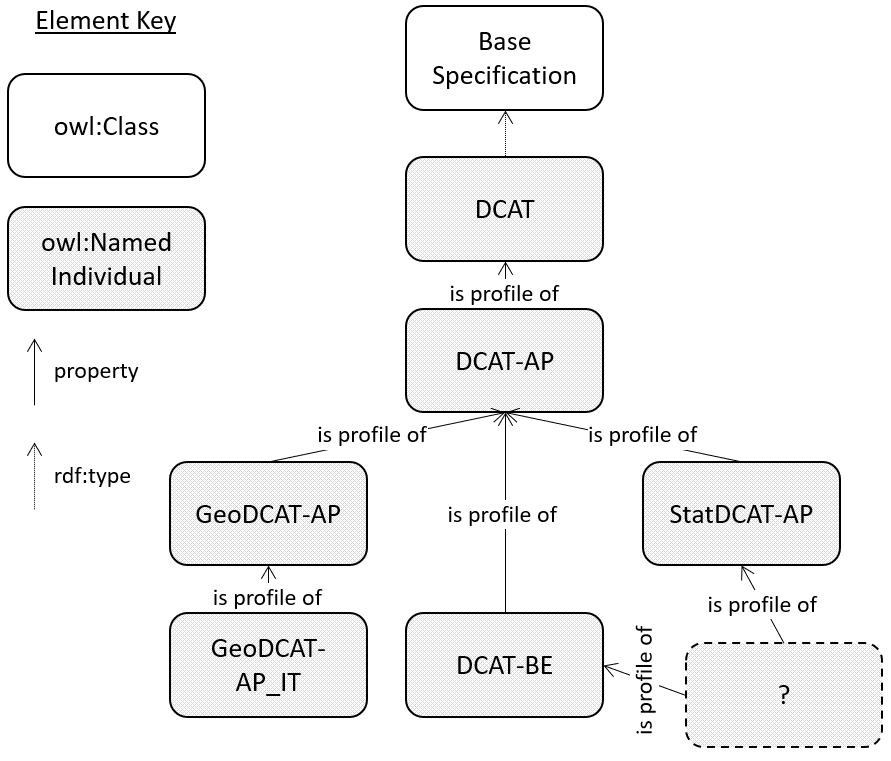 Element Key
owl:Class
owl:Named
Individual
property
rdf:type
Base
Specification
DCAT
is profile of
DCAT-AP
is profile of
is profile of
GeoDCAT-AP
is profile of
StatDCAT-AP
is profile of
is profile of
GeoDCAT-
AP_IT
DCAT-BE
is profile of
?